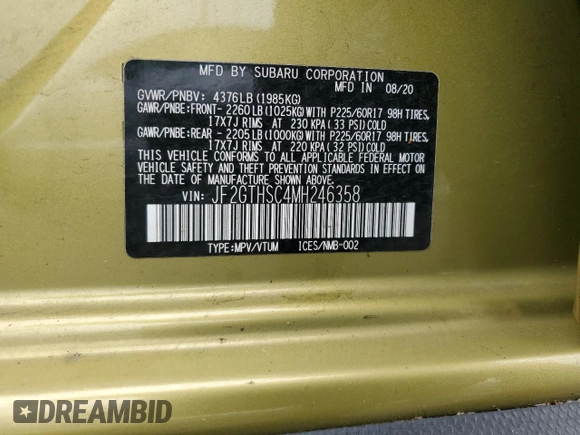 MFD BY SUBARU CORPORATION
MFD IN 08/20
GVWR/PNBV: 4376LB (1985KG)
GAWR/PNBE:FRONT- 2260LB (1025KG) WITH P225/60R17 98H TIRES,
17X7J RIMS AT 230 KPA ( 33 PSI) COLD
GAWR/PNBE:REAR - 2205LB (1000KG) WITH P225/60R17 98H TIRES,
17X7J RIMS AT 220 KPA ( 32 PSI) COLD
THIS VEHICLE CONFORMS TO ALL APPLICABLE FEDERAL MOTOR
VEHICLE SAFETY AND THEFT PREVENTION STANDARDS IN EFFECT
ON THE DATE OF MANUFACTURE SHOWN ABOVE.
VIN: JF2GTHSC4MH246358
TYPE:MPV/VTUM ICES/NMB-002
DREAMBID